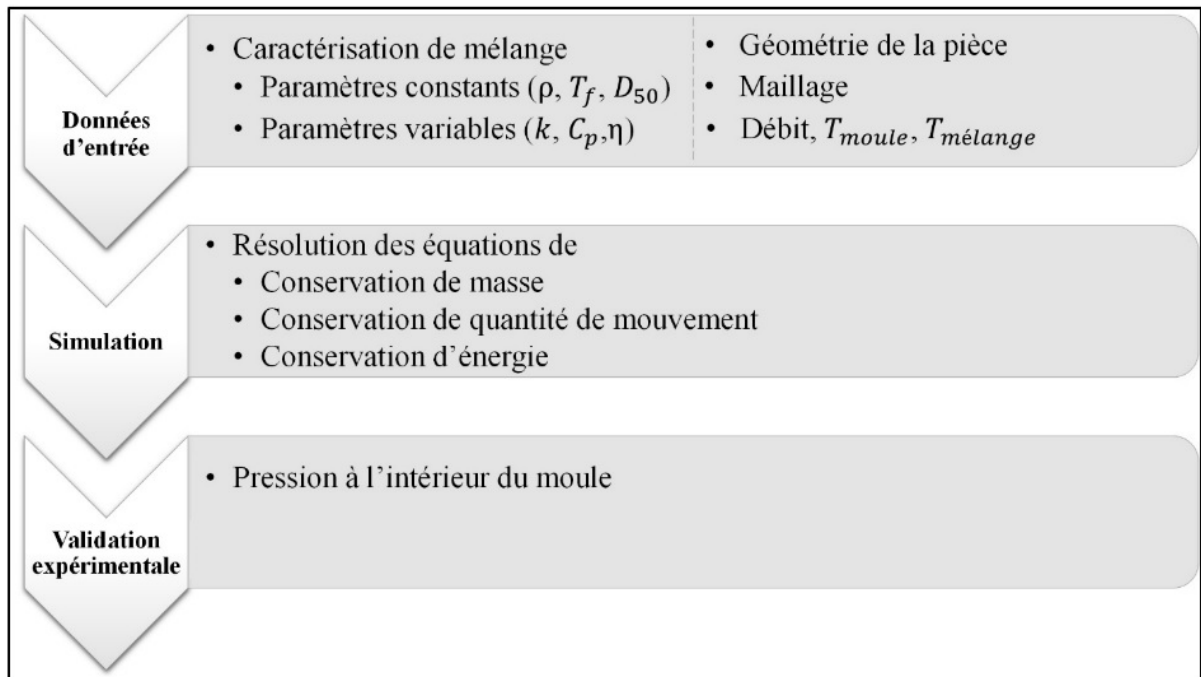 Données
d'entrée
• Caractérisation de mélange
• Paramètres constants (ρ, T_f, D_50)
• Paramètres variables (k, C_p,η)
• Géométrie de la pièce
• Maillage
• Débit, T_moule, T_mélange
Simulation
• Résolution des équations de
• Conservation de masse
• Conservation de quantité de mouvement
• Conservation d'énergie
Validation
expérimentale
• Pression à l'intérieur du moule